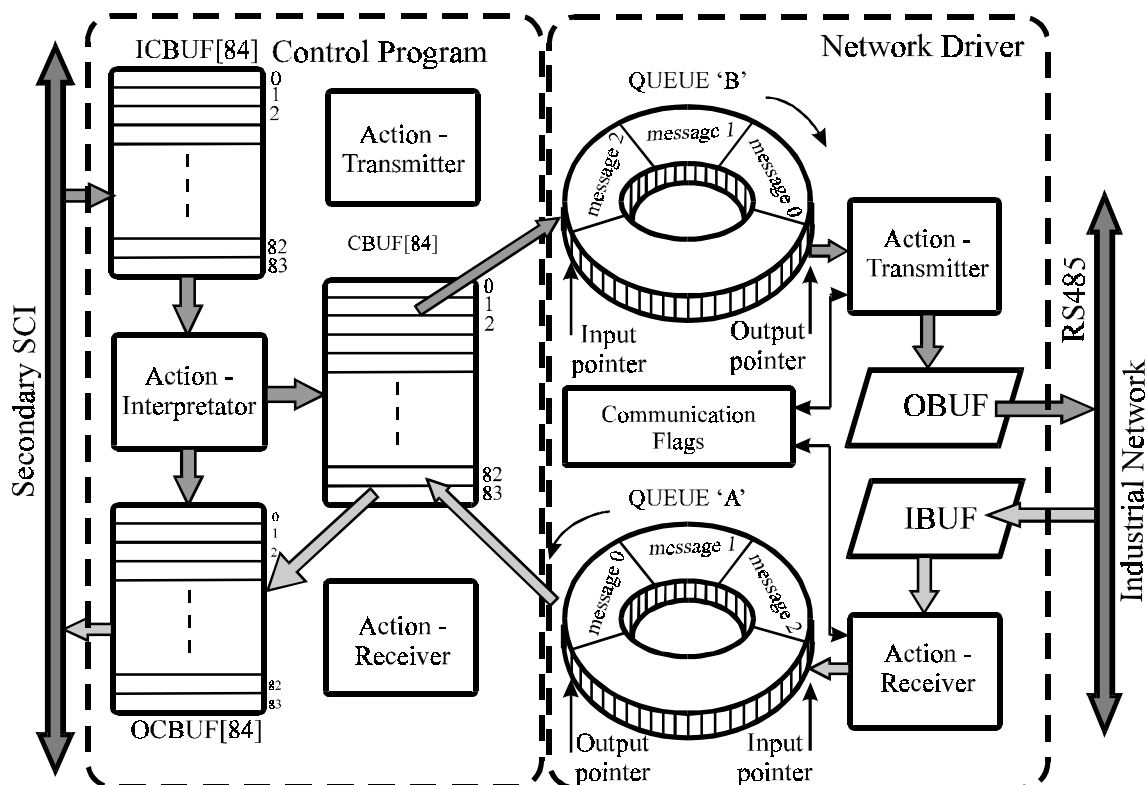 ICBUF[84]
Control Program
Network Driver
0
1
2
82
83
Action -
Transmitter
CBUF[84]
0
1
2
82
83
QUEUE 'B'
message 2
message 1
message 0
Input
pointer
Output
pointer
Action -
Transmitter
RS485
Secondary SCI
Action -
Interpretator
Communication
Flags
OBUF
IBUF
Industrial Network
0
1
2
82
83
OCBUF[84]
Action -
Receiver
QUEUE 'A'
message 0
message 1
message 2
Output
pointer
Input
pointer
Action -
Receiver